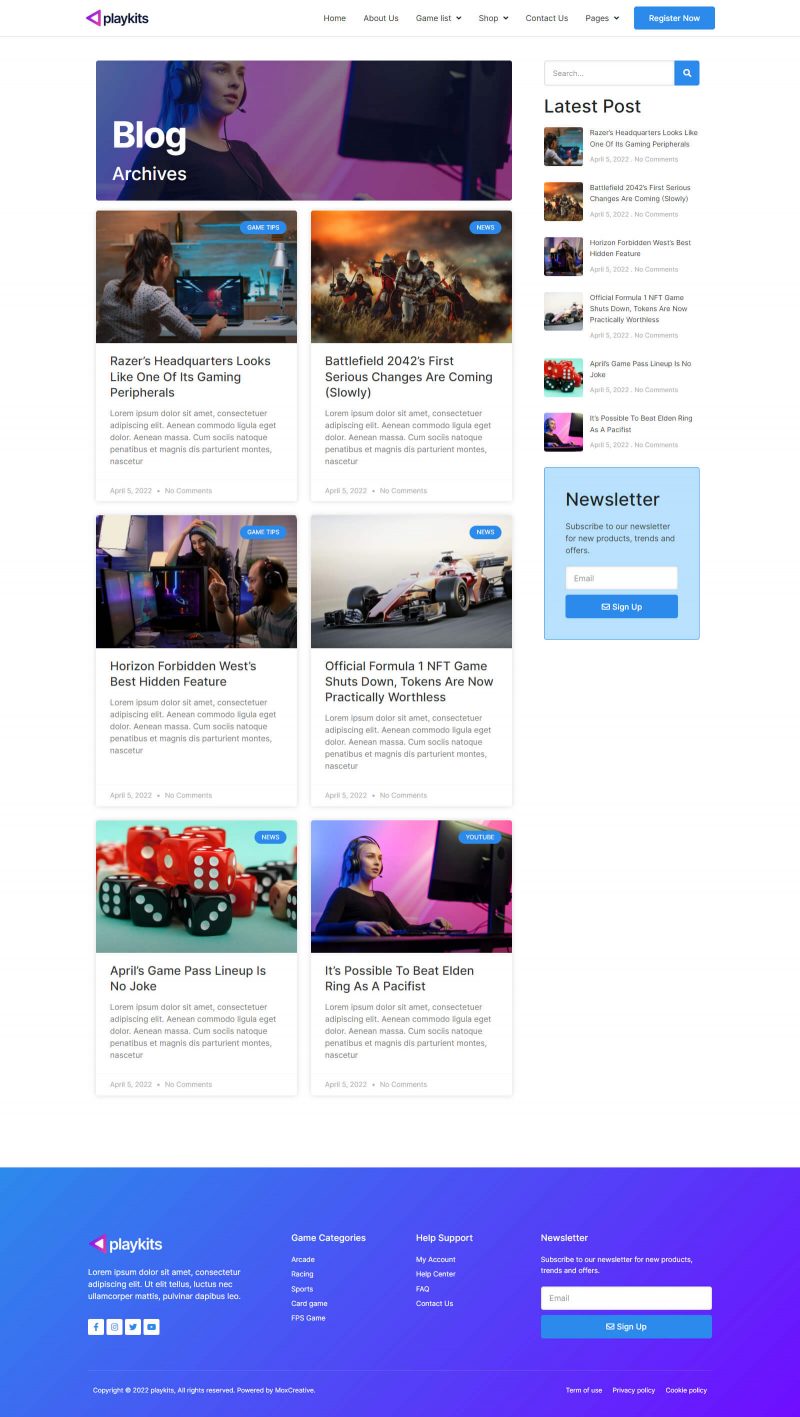 playkits
Home About Us Game list Shop Contact Us Pages Register Now
Blog
Archives
GAME TIPS
Razer's Headquarters Looks
Like One Of Its Gaming
Peripherals
Lorem ipsum dolor sit amet, consectetuer
adipiscing elit. Aenean commodo ligula eget
dolor. Aenean massa. Cum sociis natoque
penatibus et magnis dis parturient montes,
nascetur
April 5, 2022 • No Comments
NEWS
Battlefield 2042's First
Serious Changes Are Coming
(Slowly)
Lorem ipsum dolor sit amet, consectetuer
adipiscing elit. Aenean commodo ligula eget
dolor. Aenean massa. Cum sociis natoque
penatibus et magnis dis parturient montes,
nascetur
April 5, 2022 • No Comments
GAME TIPS
Horizon Forbidden West's
Best Hidden Feature
Lorem ipsum dolor sit amet, consectetuer
adipiscing elit. Aenean commodo ligula eget
dolor. Aenean massa. Cum sociis natoque
penatibus et magnis dis parturient montes,
nascetur
April 5, 2022 • No Comments
NEWS
Official Formula 1 NFT Game
Shuts Down, Tokens Are Now
Practically Worthless
Lorem ipsum dolor sit amet, consectetuer
adipiscing elit. Aenean commodo ligula eget
dolor. Aenean massa. Cum sociis natoque
penatibus et magnis dis parturient montes,
nascetur
April 5, 2022 • No Comments
NEWS
April's Game Pass Lineup Is
No Joke
Lorem ipsum dolor sit amet, consectetuer
adipiscing elit. Aenean commodo ligula eget
dolor. Aenean massa. Cum sociis natoque
penatibus et magnis dis parturient montes,
nascetur
April 5, 2022 • No Comments
YOUTUBE
It's Possible To Beat Elden
Ring As A Pacifist
Lorem ipsum dolor sit amet, consectetuer
adipiscing elit. Aenean commodo ligula eget
dolor. Aenean massa. Cum sociis natoque
penatibus et magnis dis parturient montes,
nascetur
April 5, 2022 • No Comments
Search...
Latest Post
Razer's Headquarters Looks Like
One Of Its Gaming Peripherals
April 5, 2022 . No Comments
Battlefield 2042's First Serious
Changes Are Coming (Slowly)
April 5, 2022 . No Comments
Horizon Forbidden West's Best
Hidden Feature
April 5, 2022 . No Comments
Official Formula 1 NFT Game
Shuts Down, Tokens Are Now
Practically Worthless
April 5, 2022 . No Comments
April's Game Pass Lineup Is No
Joke
April 5, 2022 . No Comments
It's Possible To Beat Elden Ring
As A Pacifist
April 5, 2022 . No Comments
Newsletter
Subscribe to our newsletter
for new products, trends and
offers.
Email
Sign Up
playkits
Lorem ipsum dolor sit amet, consectetur
adipiscing elit. Ut elit tellus, luctus nec
ullamcorper mattis, pulvinar dapibus leo.
Game Categories
Arcade
Racing
Sports
Card game
FPS Game
Help Support
My Account
Help Center
FAQ
Contact Us
Newsletter
Subscribe to our newsletter for new products,
trends and offers.
Email
Sign Up
Copyright © 2022 playkits, All rights reserved. Powered by MoxCreative.
Term of use Privacy policy Cookie policy